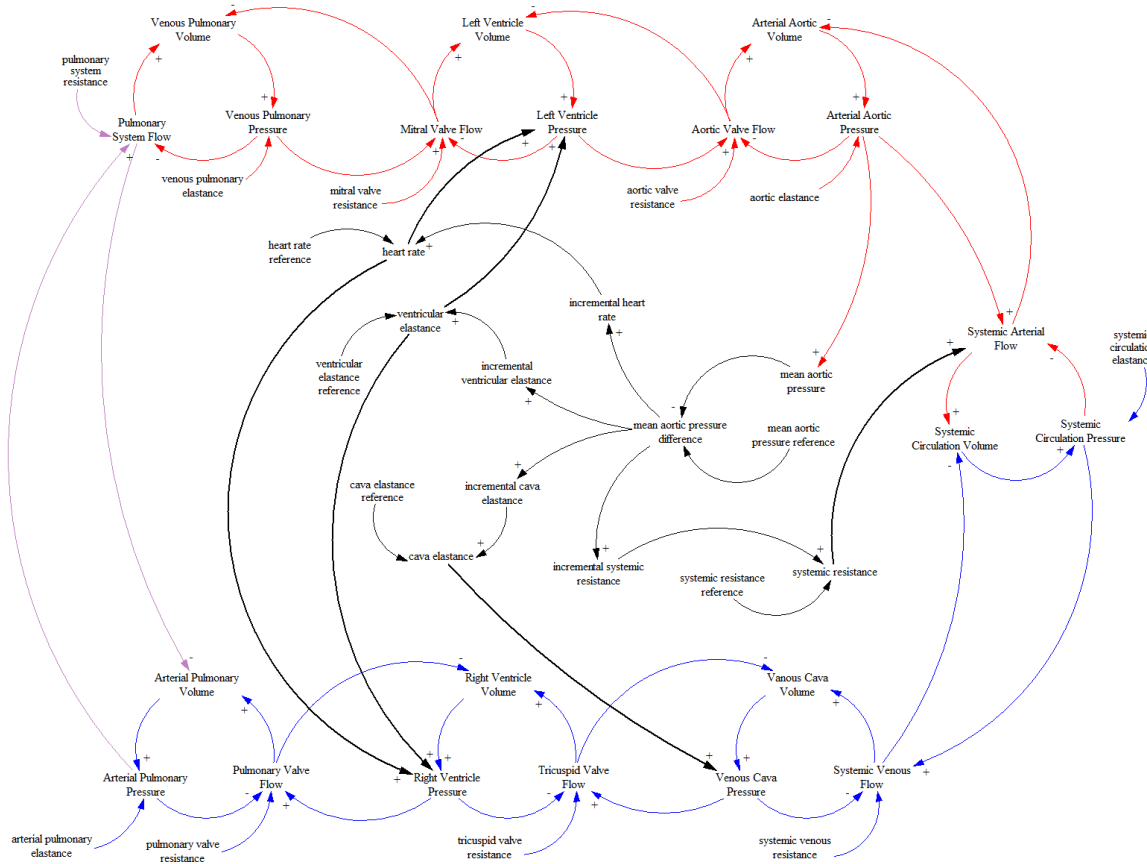 Venous Pulmonary
Volume
Left Ventricle
Volume
Arterial Aortic
Volume
pulmonary
system
resistance
Pulmonary
System Flow
Venous Pulmonary
Pressure
Mitral Valve Flow
Left Ventricle
Pressure
Aortic Valve Flow
Arterial Aortic
Pressure
venous pulmonary
elastance
mitral valve
resistance
aortic valve
resistance
aortic elastance
heart rate
reference
heart rate
incremental heart
rate
ventricular
elastance
Systemic Arterial
Flow
systemic
circulation
elastance
ventricular
elastance
reference
incremental
ventricular elastance
mean aortic
pressure
mean aortic pressure
difference
mean aortic
pressure reference
Systemic
Circulation Volume
Systemic
Circulation Pressure
cava elastance
reference
incremental cava
elastance
cava elastance
incremental systemic
resistance
systemic resistance
reference
systemic resistance
Arterial Pulmonary
Volume
Right Ventricle
Volume
Vanous Cava
Volume
Arterial Pulmonary
Pressure
Pulmonary Valve
Flow
Right Ventricle
Pressure
Tricuspid Valve
Flow
Venous Cava
Pressure
Systemic Venous
Flow
arterial pulmonary
elastance
pulmonary valve
resistance
tricuspid valve
resistance
systemic venous
resistance